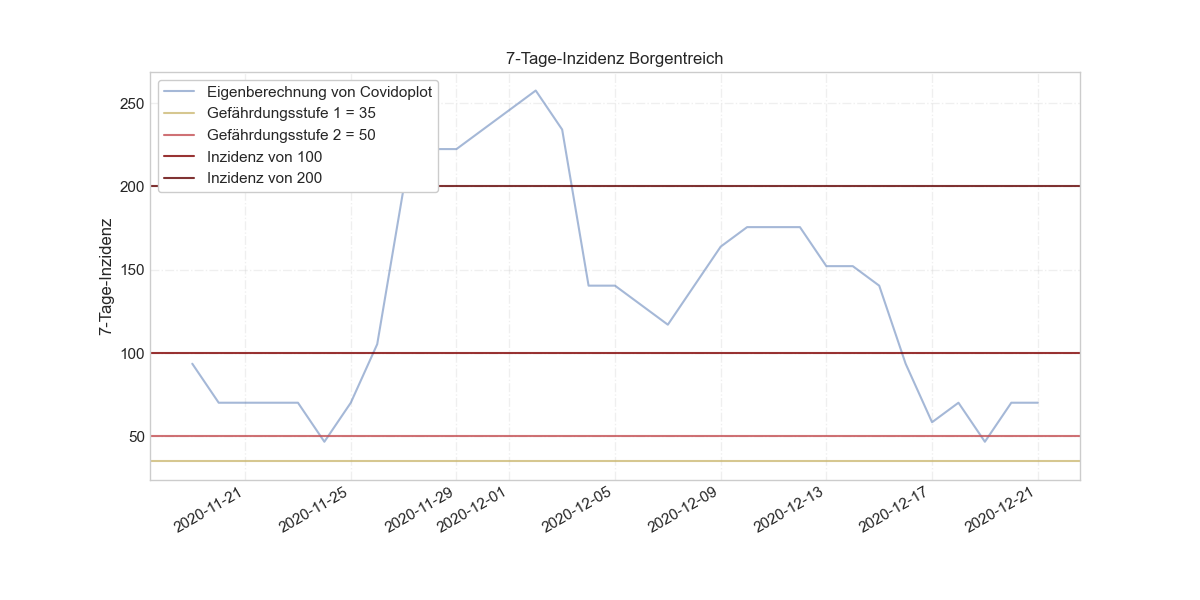 7-Tage-Inzidenz Borgentreich
Eigenberechnung von Covidoplot
Gefährdungsstufe 1 = 35
Gefährdungsstufe 2 = 50
Inzidenz von 100
Inzidenz von 200
7-Tage-Inzidenz
250
200
150
100
50
2020-11-21
2020-11-25
2020-11-29
2020-12-01
2020-12-05
2020-12-09
2020-12-13
2020-12-17
2020-12-21